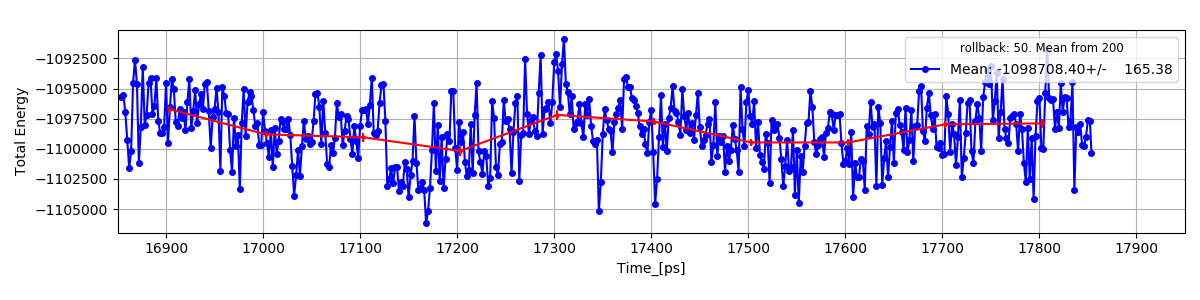 rollback: 50. Mean from 200
Mean: -1098708.40+/-    165.38
Total Energy
−1092500
−1095000
−1097500
−1100000
−1102500
−1105000
16900 17000 17100 17200 17300 17400 17500 17600 17700 17800 17900
Time_[ps]